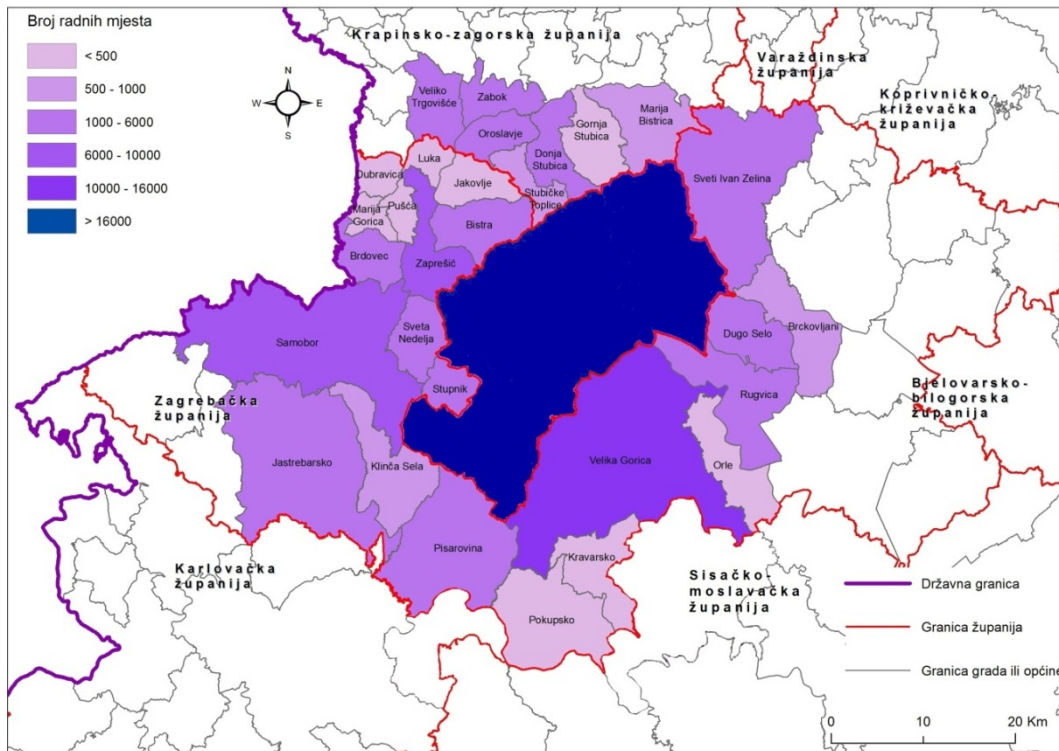 Broj radnih mjesta
< 500
500 - 1000
1000 - 6000
6000 - 10000
10000 - 16000
> 16000
N
W
E
S
Krapinsko-zagorska županija
Varaždinska
županija
Koprivničko-
križevačka
županija
Veliko
Trgovišće
Zabok
Gornja
Stubica
Marija
Bistrica
Oroslavje
Donja
Stubica
Luka
Dubravica
Jakovlje
Stubičke
Toplice
Sveti Ivan Zelina
Marija
Gorica
Pušća
Bistra
Brdovec
Zaprešić
Samobor
Sveta
Nedelja
Dugo Selo
Brckovljani
Stupnik
Rugvica
Bjelovarsko-
bilogorska
županija
Zagrebačka
županija
Jastrebarsko
Klinča Sela
Velika Gorica
Orle
Pisarovina
Kravarsko
Karlovačka
županija
Sisačko-
moslavačka
županija
Pokupsko
Državna granica
Granica županija
Granica grada ili općine
0 10 20 Km